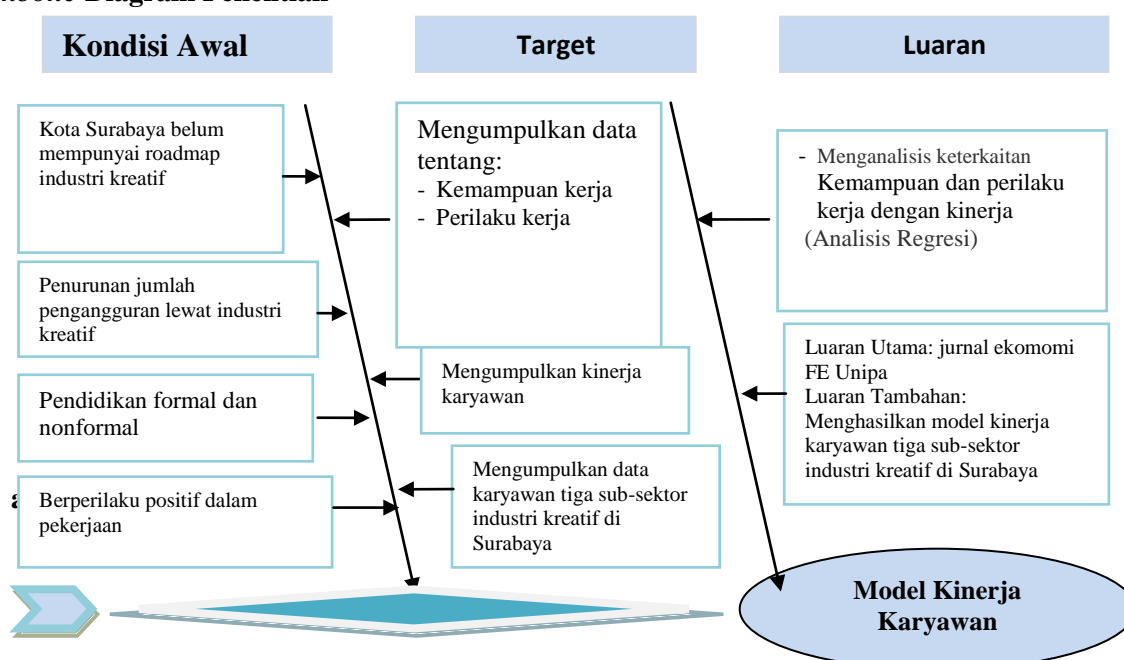 Diagram Penelitian
Kondisi Awal
Target
Luaran
Kota Surabaya belum
mempunyai roadmap
industri kreatif
Penurunan jumlah
pengangguran lewat industri
kreatif
Pendidikan formal dan
nonformal
Berperilaku positif dalam
pekerjaan
Mengumpulkan data
tentang:
- Kemampuan kerja
- Perilaku kerja
Mengumpulkan kinerja
karyawan
Mengumpulkan data
karyawan tiga sub-sektor
industri kreatif di
Surabaya
- Menganalisis keterkaitan
Kemampuan dan perilaku
kerja dengan kinerja
(Analisis Regresi)
Luaran Utama: jurnal ekomomi
FE Unipa
Luaran Tambahan:
Menghasilkan model kinerja
karyawan tiga sub-sektor
industri kreatif di Surabaya
Model Kinerja
Karyawan